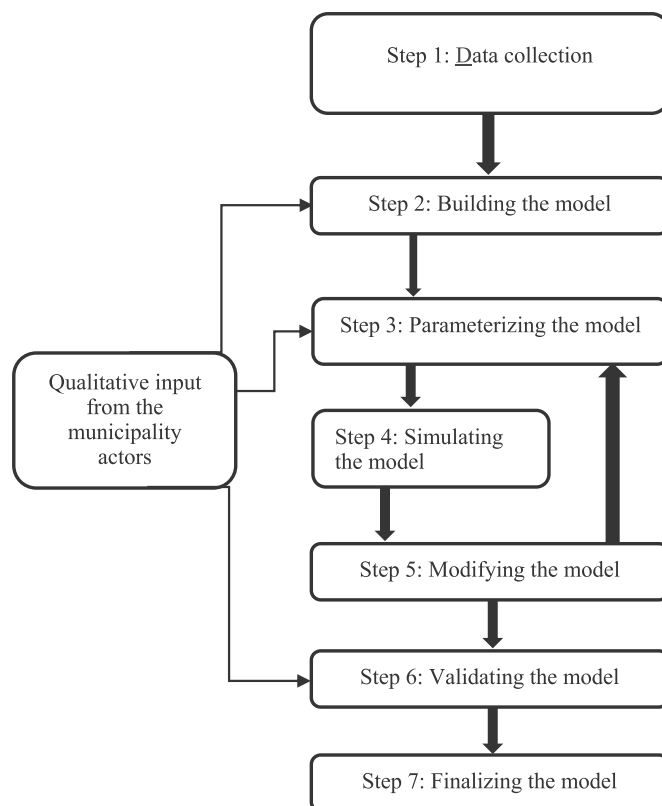 Step 1: Data collection
Step 2: Building the model
Step 3: Parameterizing the model
Qualitative input
from the
municipality
actors
Step 4: Simulating
the model
Step 5: Modifying the model
Step 6: Validating the model
Step 7: Finalizing the model